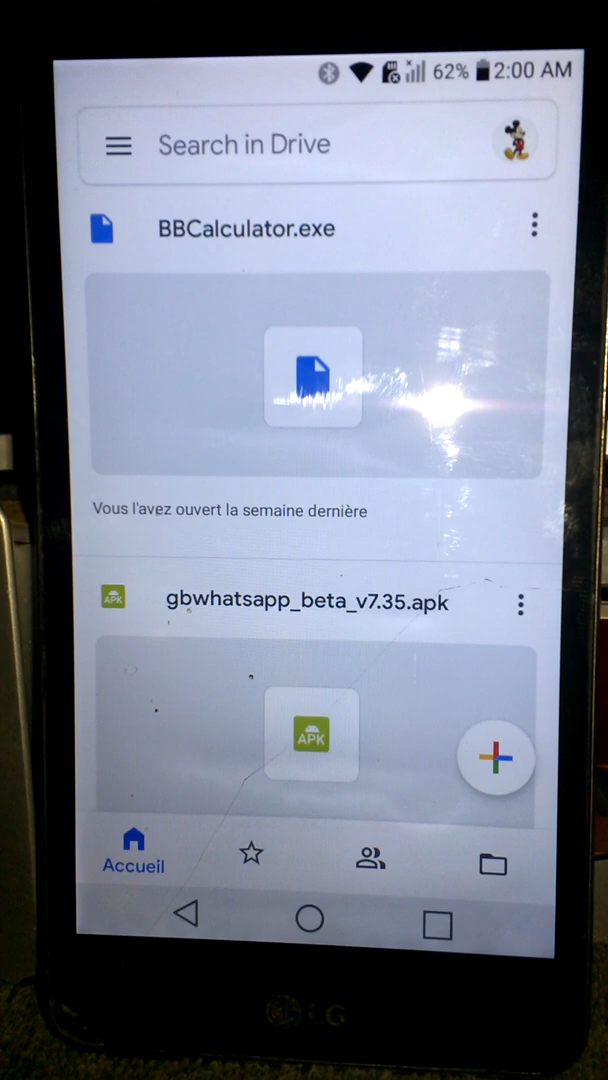 62% 2:00 AM
Search in Drive
BBCalculator.exe
Vous l'avez ouvert la semaine dernière
APK gbwhatsapp_beta_v7.35.apk
APK
Accueil
LG